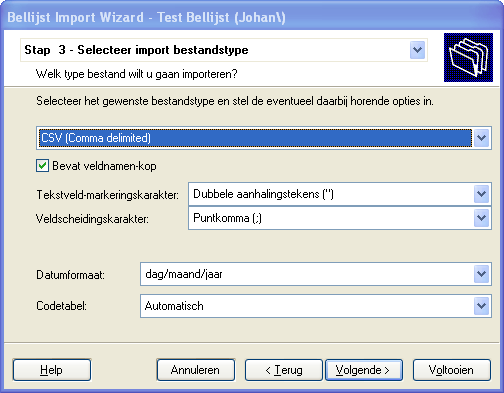 Bellijst Import Wizard - Test Bellijst (Johan\)
Stap 3 - Selecteer import bestandstype
Welk type bestand wilt u gaan importeren?
Selecteer het gewenste bestandstype en stel de eventueel daarbij horende opties in.
CSV (Comma delimited)
Bevat veldnamen-kop
Tekstveld-markeringskarakter: Dubbele aanhalingstekens (")
Veldscheidingskarakter: Puntkomma (;)
Datumformaat: dag/maand/jaar
Codetabel: Automatisch
Help Annuleren < Terug Volgende > Voltooien